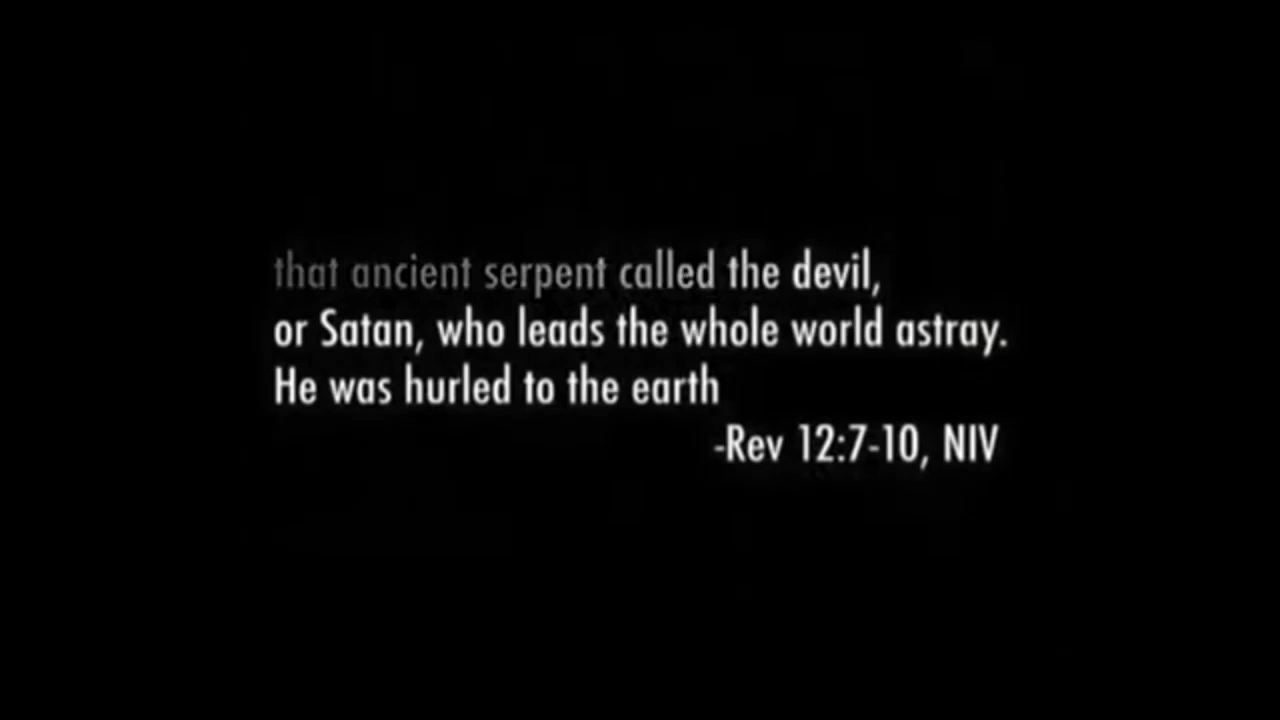 that ancient serpent called the devil,
or Satan, who leads the whole world astray.
He was hurled to the earth
-Rev 12:7-10, NIV